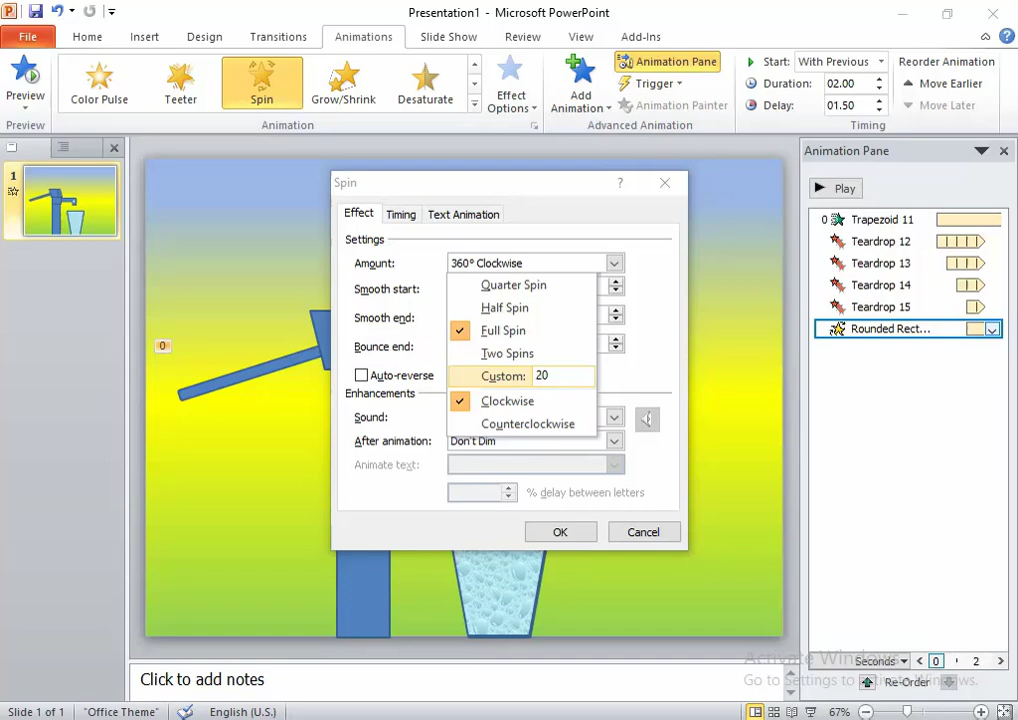 Presentation1 - Microsoft PowerPoint
File Home Insert Design Transitions Animations Slide Show Review View Add-Ins
Preview
Color Pulse Teeter Spin Grow/Shrink Desaturate
Effect Options
Add Animation
Animation Pane
Trigger
Animation Painter
Start: With Previous
Duration: 02.00
Delay: 01.50
Reorder Animation
Move Earlier
Move Later
Preview Animation Advanced Animation Timing
1
Animation Pane
Play
0 Trapezoid 11
Teardrop 12
Teardrop 13
Teardrop 14
Teardrop 15
Rounded Rect...
0
Spin
?
Effect Timing Text Animation
Settings
Amount: 360° Clockwise
Smooth start:
Smooth end:
Bounce end:
Auto-reverse
Quarter Spin
Half Spin
Full Spin
Two Spins
Custom: 20
Clockwise
Counterclockwise
Enhancements
Sound:
After animation: Don't Dim
Animate text:
% delay between letters
OK Cancel
Activate Windows
Go to Settings to activate Windows.
Seconds 0 2
Re-Order
Click to add notes
Slide 1 of 1 "Office Theme" English (U.S.) 67%